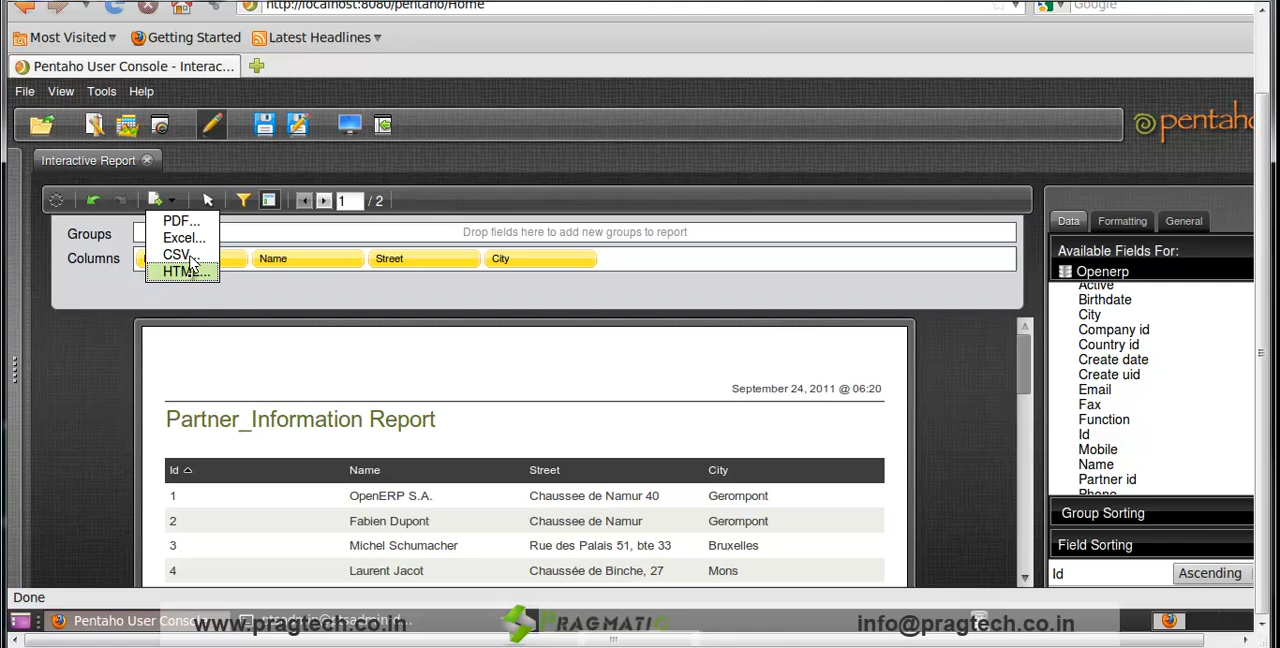 http://localhost:8080/pentaho/Home
Google
Most Visited
Getting Started
Latest Headlines
Pentaho User Console - Interac...
File View Tools Help
pentaho
Interactive Report
1 / 2
PDF...
Excel...
CSV...
HTML...
Groups
Drop fields here to add new groups to report
Columns
Name Street City
Data Formatting General
Available Fields For:
Openerp
Active
Birthdate
City
Company id
Country id
Create date
Create uid
Email
Fax
Function
Id
Mobile
Name
Partner id
Phone
Group Sorting
Field Sorting
Id Ascending
September 24, 2011 @ 06:20
Partner_Information Report
Id Name Street City
1 OpenERP S.A. Chaussee de Namur 40 Gerompont
2 Fabien Dupont Chaussee de Namur Gerompont
3 Michel Schumacher Rue des Palais 51, bte 33 Bruxelles
4 Laurent Jacot Chaussée de Binche, 27 Mons
Done
Pentaho User Conso
www.pragtech.co.in
PRAGMATIC
info@pragtech.co.in